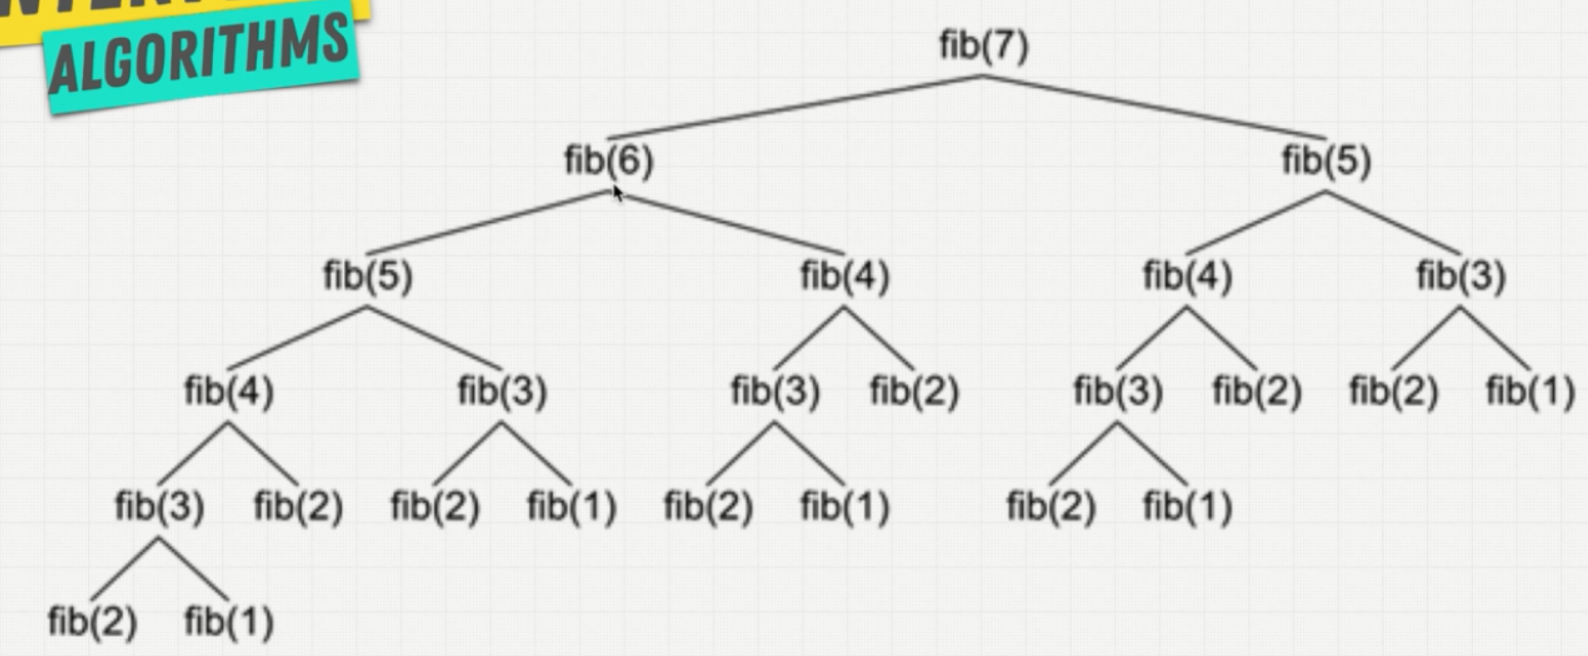 ALGORITHMS
fib(7)
fib(6) fib(5)
fib(5) fib(4) fib(4) fib(3)
fib(4) fib(3) fib(3) fib(2) fib(3) fib(2) fib(2) fib(1)
fib(3) fib(2) fib(2) fib(1) fib(2) fib(1) fib(2) fib(1)
fib(2) fib(1)